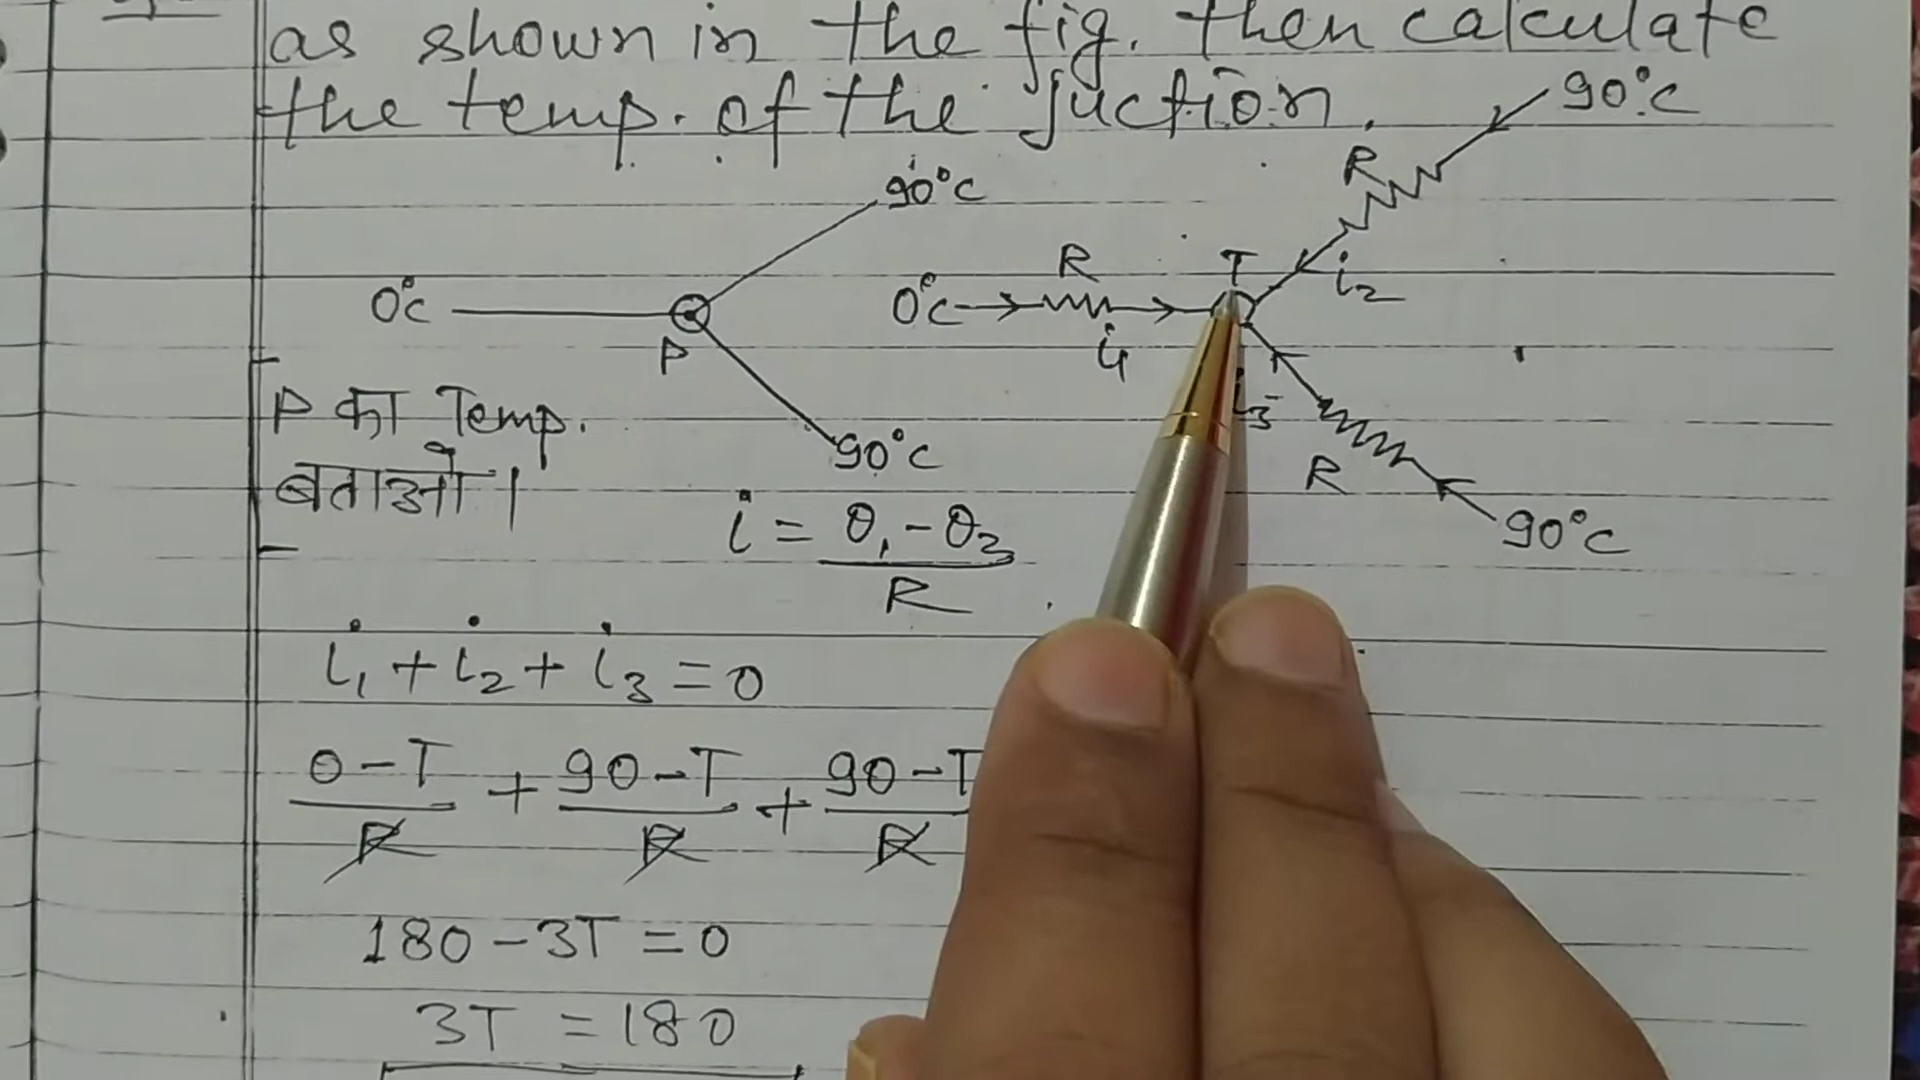 as shown in the fig. then calculate
the temp. of the juction.
90°C
0°C
P
90°C
R
90°C
0°C
R
i₁
T
i₂
i₃
R
90°C
P का Temp.
बताओ।
i = θ₁-θ₂/R
i₁+i₂+i₃=0
0-T/R + 90-T/R + 90-T/R
180-3T=0
3T=180